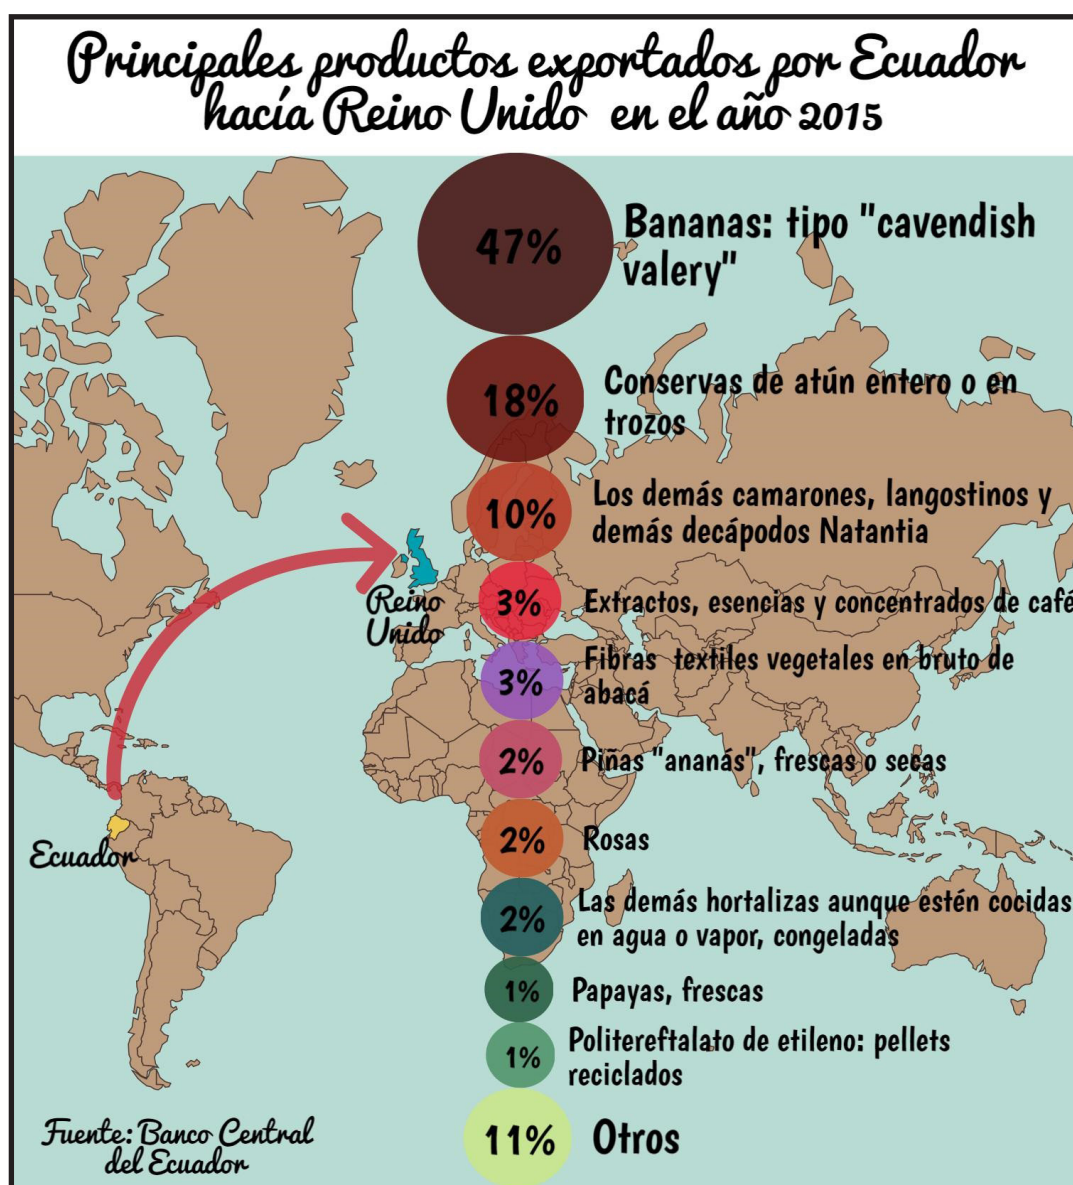 Principales productos exportados por Ecuador
hacía Reino Unido en el año 2015
47%
Bananas: tipo "cavendish
valery"
18%
Conservas de atún entero o en
trozos
10%
Los demás camarones, langostinos y
demás decápodos Natantia
3%
Extractos, esencias y concentrados de café
3%
Fibras textiles vegetales en bruto de
abacá
2%
Piñas "ananás", frescas o secas
2%
Rosas
2%
Las demás hortalizas aunque estén cocidas
en agua o vapor, congeladas
1%
Papayas, frescas
1%
Politereftalato de etileno: pellets
reciclados
11%
Otros
Reino
Unido
Ecuador
Fuente: Banco Central
del Ecuador